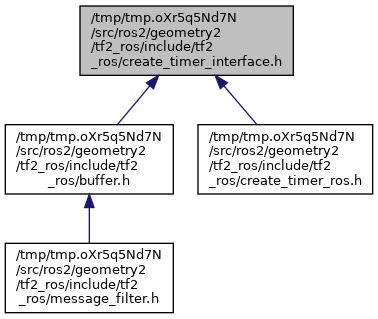 /tmp/tmp.oXr5q5Nd7N
/src/ros2/geometry2
/tf2_ros/include/tf2
_ros/create_timer_interface.h
/tmp/tmp.oXr5q5Nd7N
/src/ros2/geometry2
/tf2_ros/include/tf2
_ros/buffer.h
/tmp/tmp.oXr5q5Nd7N
/src/ros2/geometry2
/tf2_ros/include/tf2
_ros/create_timer_ros.h
/tmp/tmp.oXr5q5Nd7N
/src/ros2/geometry2
/tf2_ros/include/tf2
_ros/message_filter.h